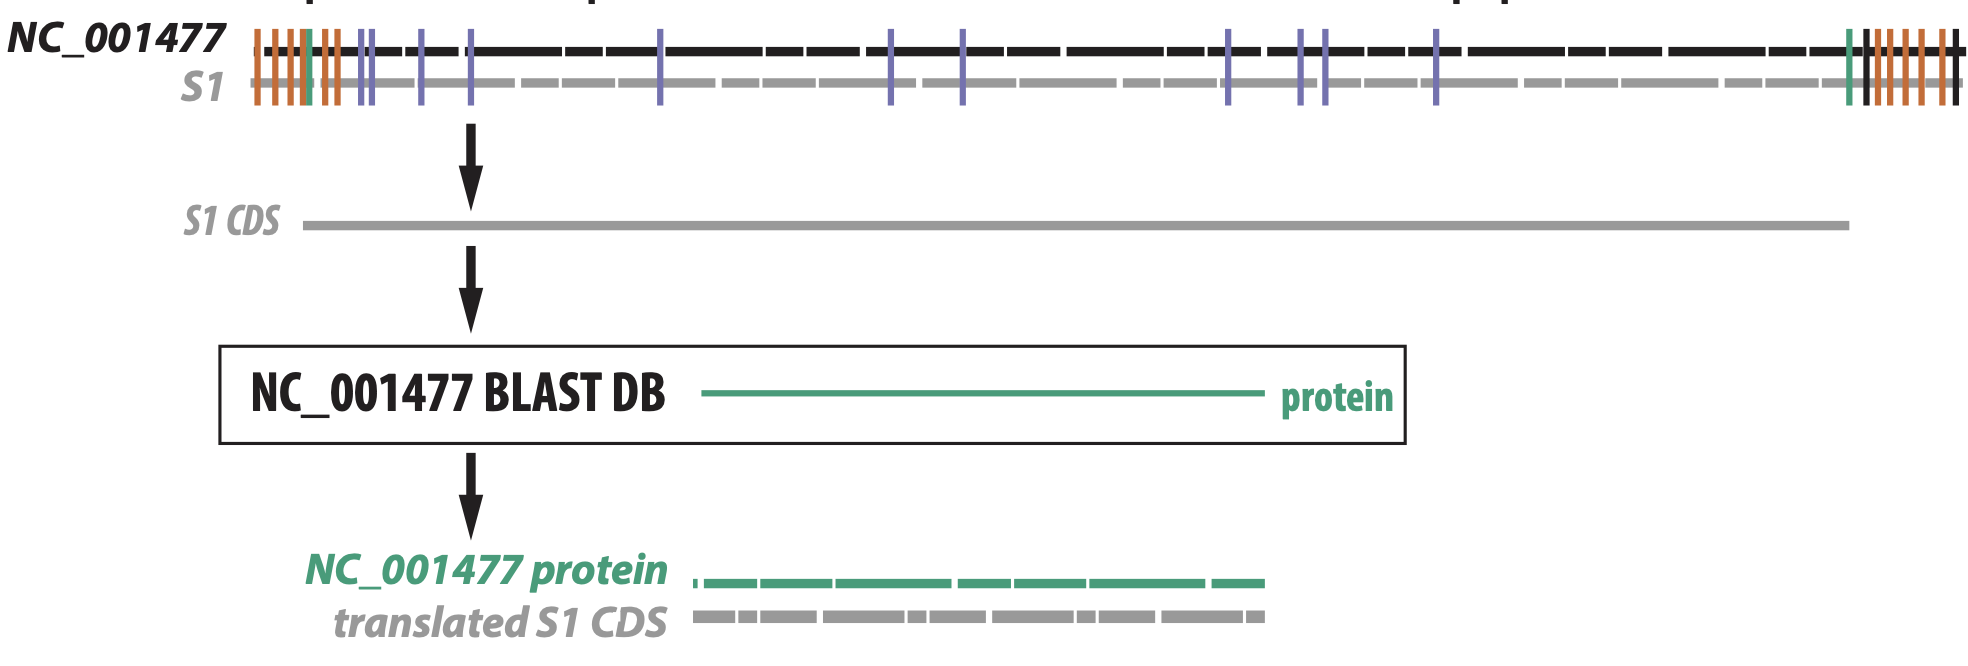 NC_001477
S1
S1 CDS
NC_001477 BLAST DB protein
NC_001477 protein
translated S1 CDS